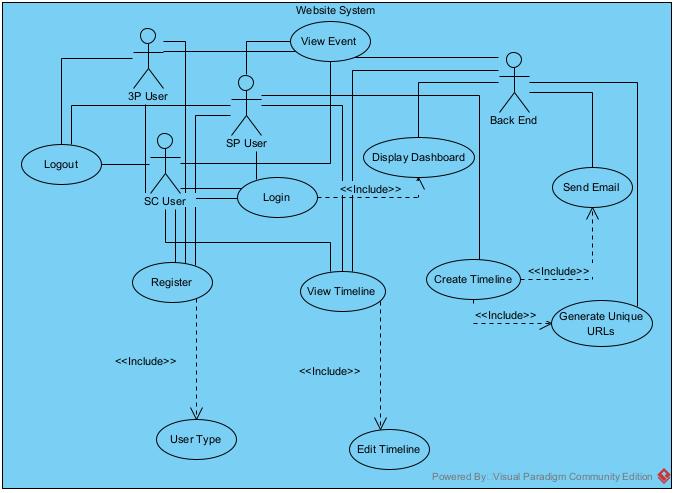 Website System
View Event
3P User
SP User
Back End
Logout
Display Dashboard
SC User
Login
<<Include>>
Send Email
Register
View Timeline
Create Timeline
<<Include>>
<<Include>>
Generate Unique
URLs
<<Include>>
<<Include>>
User Type
Edit Timeline
Powered By: Visual Paradigm Community Edition